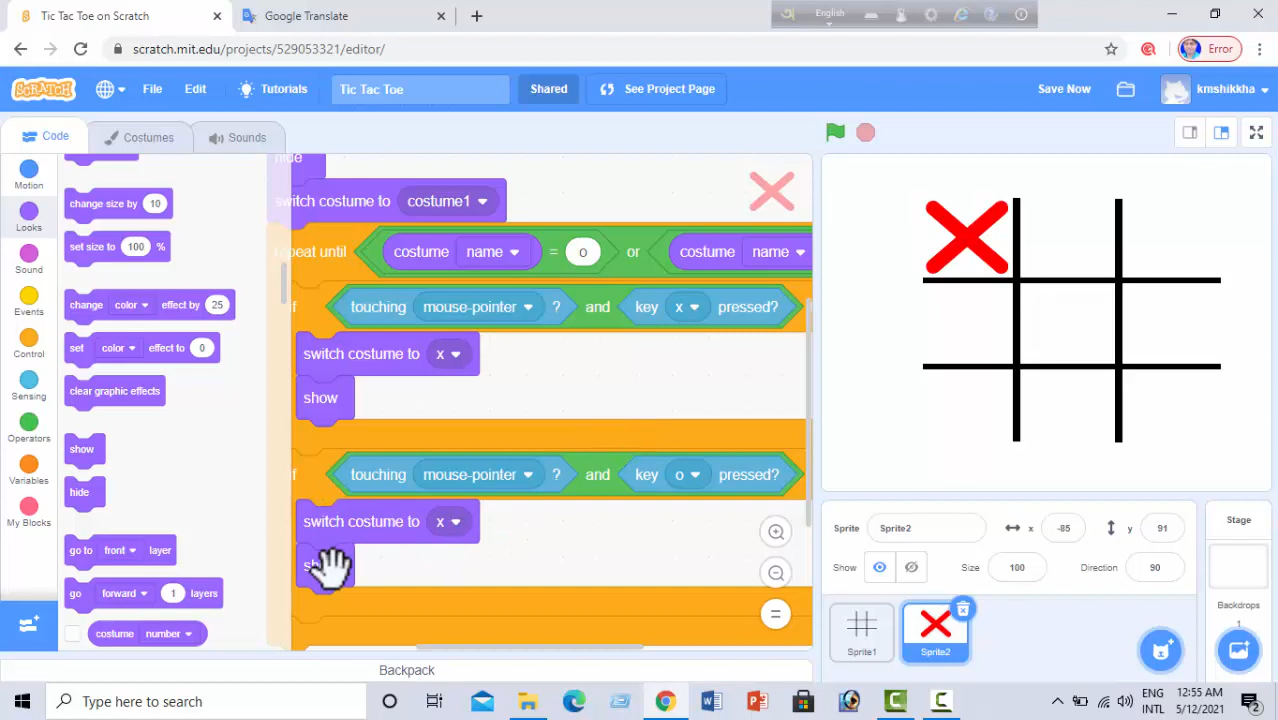 Tic Tac Toe on Scratch
Google Translate
English
scratch.mit.edu/projects/529053321/editor/
Error
SCRATCH
File
Edit
Tutorials
Tic Tac Toe
Shared
See Project Page
Save Now
kmshikkha
Code
Costumes
Sounds
Motion
Looks
Sound
Events
Control
Sensing
Operators
Variables
My Blocks
change size by 10
set size to 100 %
change color effect by 25
set color effect to 0
clear graphic effects
show
hide
go to front layer
go forward 1 layers
costume number
hide
switch costume to costume1
repeat until costume name = o or costume name
if touching mouse-pointer ? and key x pressed?
switch costume to x
show
if touching mouse-pointer ? and key o pressed?
switch costume to x
Sprite Sprite2 x -85 y 91
Show Size 100 Direction 90
Sprite1
Sprite2
Stage
Backdrops
1
Backpack
Type here to search
ENG
INTL
12:55 AM
5/12/2021
2